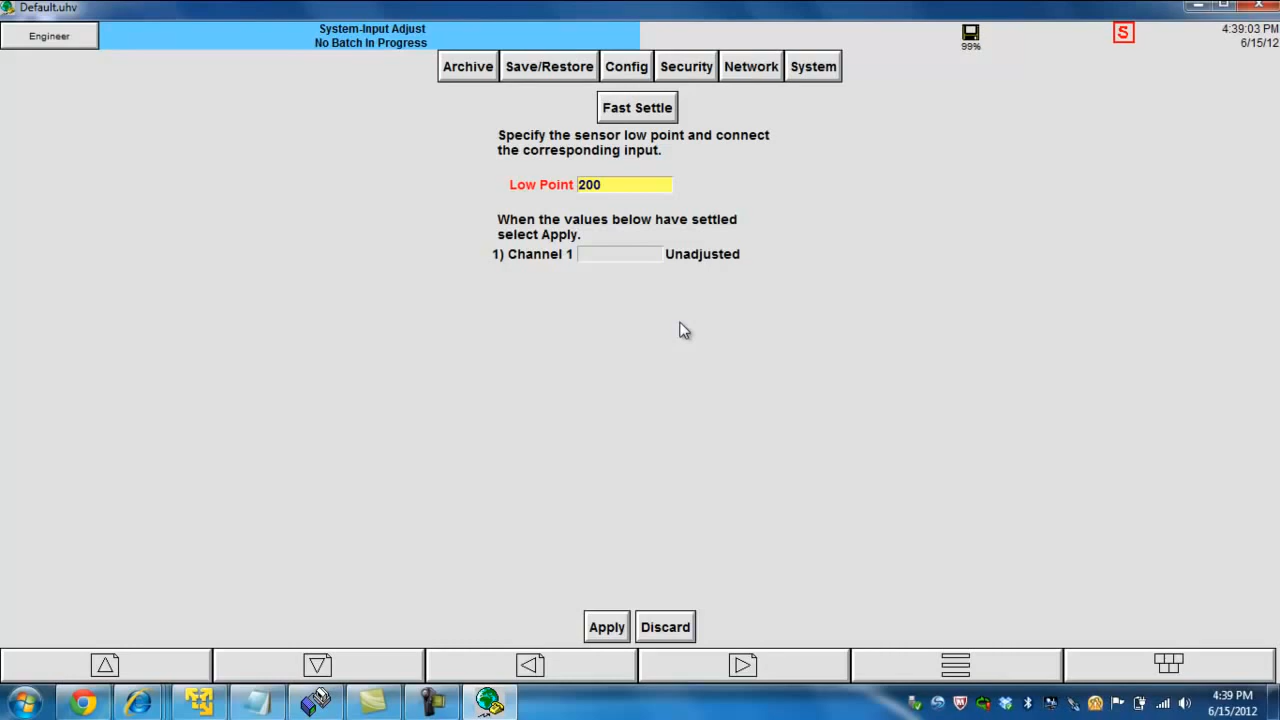 Default.uhv
Engineer
System-Input Adjust
No Batch In Progress
99%
S
4:39:03 PM
6/15/12
Archive Save/Restore Config Security Network System
Fast Settle
Specify the sensor low point and connect
the corresponding input.
Low Point 200
When the values below have settled
select Apply.
1) Channel 1 Unadjusted
Apply Discard
4:39 PM
6/15/2012